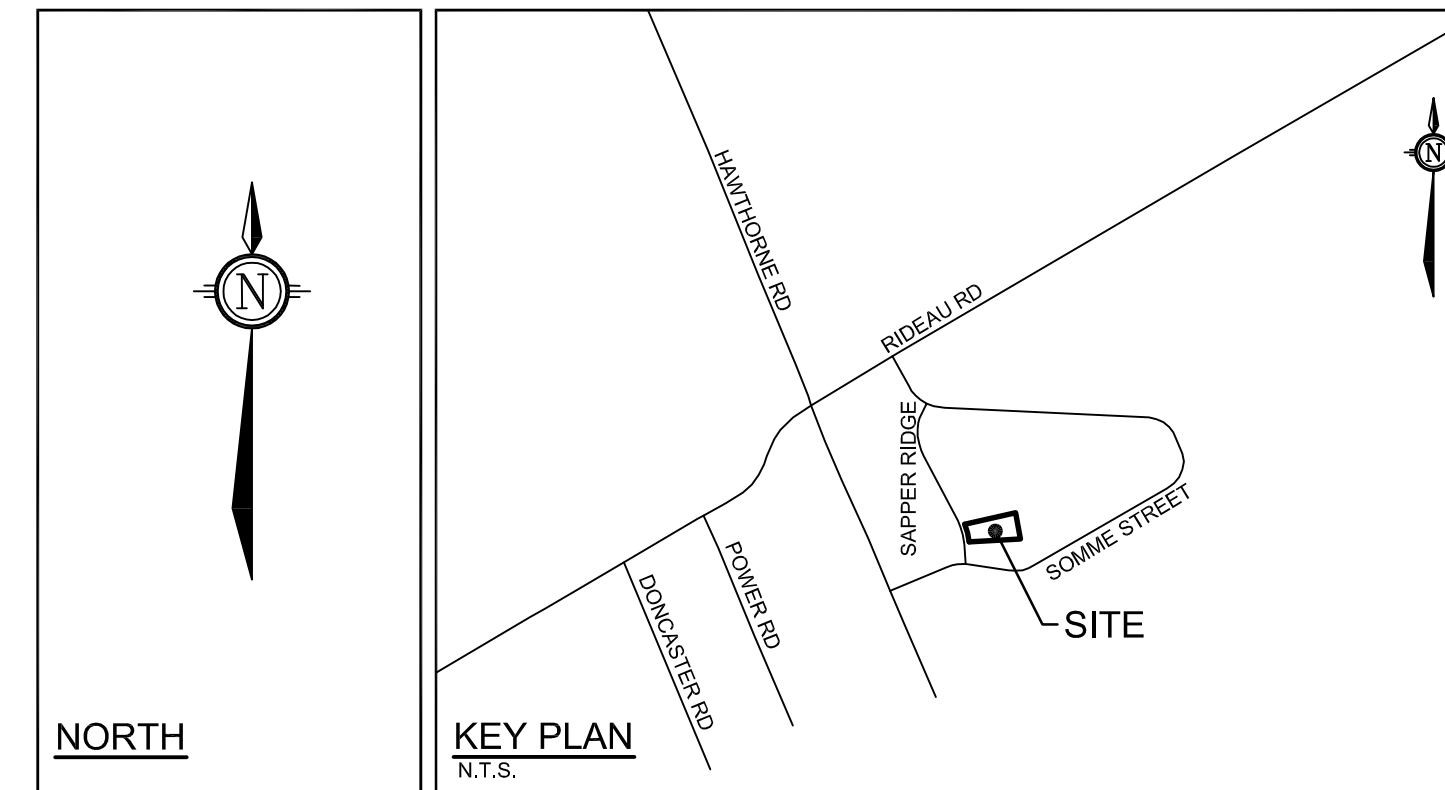 N
NORTH
HAWTHORNE RD
RIDEAU RD
N
SAPPER RIDGE
SOMME STREET
POWER RD
DONCASTER RD
SITE
KEY PLAN
N.T.S.